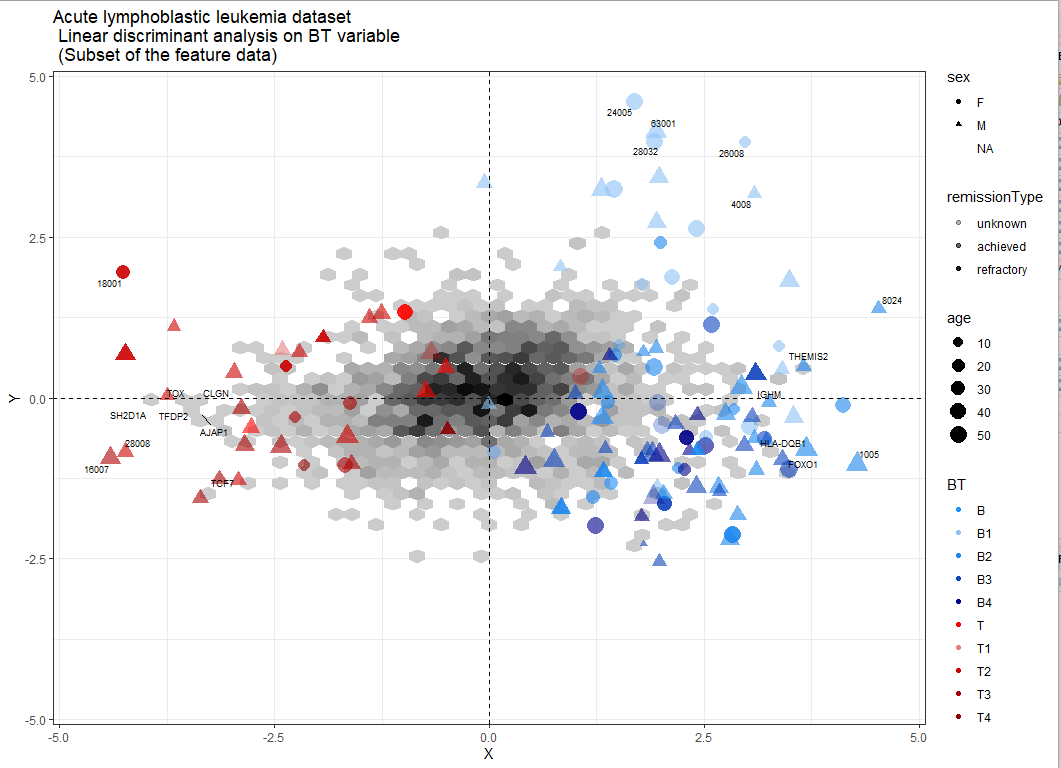 Acute lymphoblastic leukemia dataset
Linear discriminant analysis on BT variable
(Subset of the feature data)
Y
5.0
2.5
0.0
-2.5
-5.0
-5.0
-2.5
0.0
2.5
5.0
X
24005
63001
28032
26008
4008
18001
8024
THEMIS2
TOX
CLGN
IGHM
SH2D1A
TFDP2
AJAP1
28008
HLA-DQB1
16007
FOXO1
1005
TCF7
sex
F
M
NA
remissionType
unknown
achieved
refractory
age
10
20
30
40
50
BT
B
B1
B2
B3
B4
T
T1
T2
T3
T4